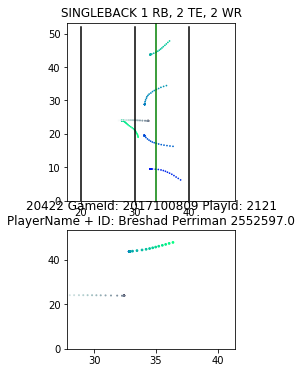 SINGLEBACK 1 RB, 2 TE, 2 WR
50
40
30
20
10
0
20 30 40
20422 GameId: 2017100809 PlayId: 2121
PlayerName + ID: Breshad Perriman 2552597.0
40
20
0
30 35 40